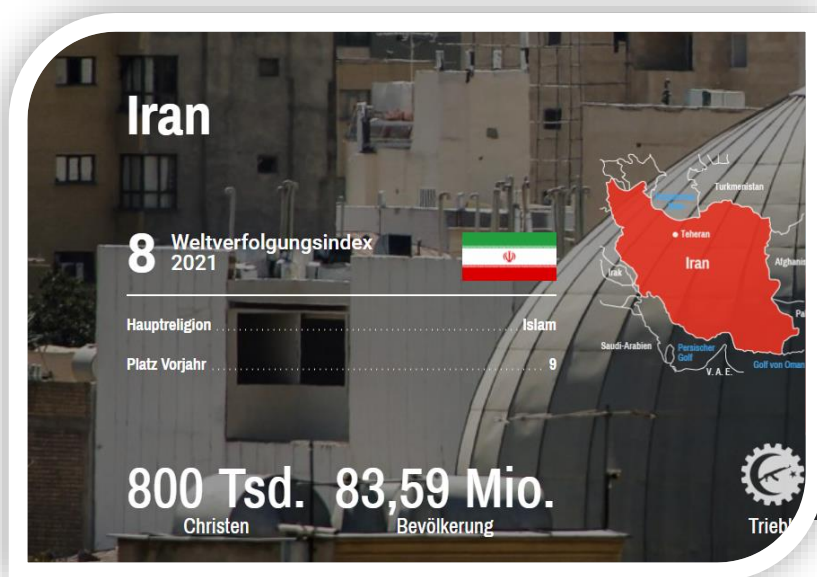 Iran
8 Weltverfolgungsindex
2021
Hauptreligion Islam
Platz Vorjahr 9
800 Tsd. 83,59 Mio.
Christen Bevölkerung
Turkmenistan
Teheran
Iran
Irak
Saudi-Arabien
Persischer
Golf
V. A. E.
Golf von Oman